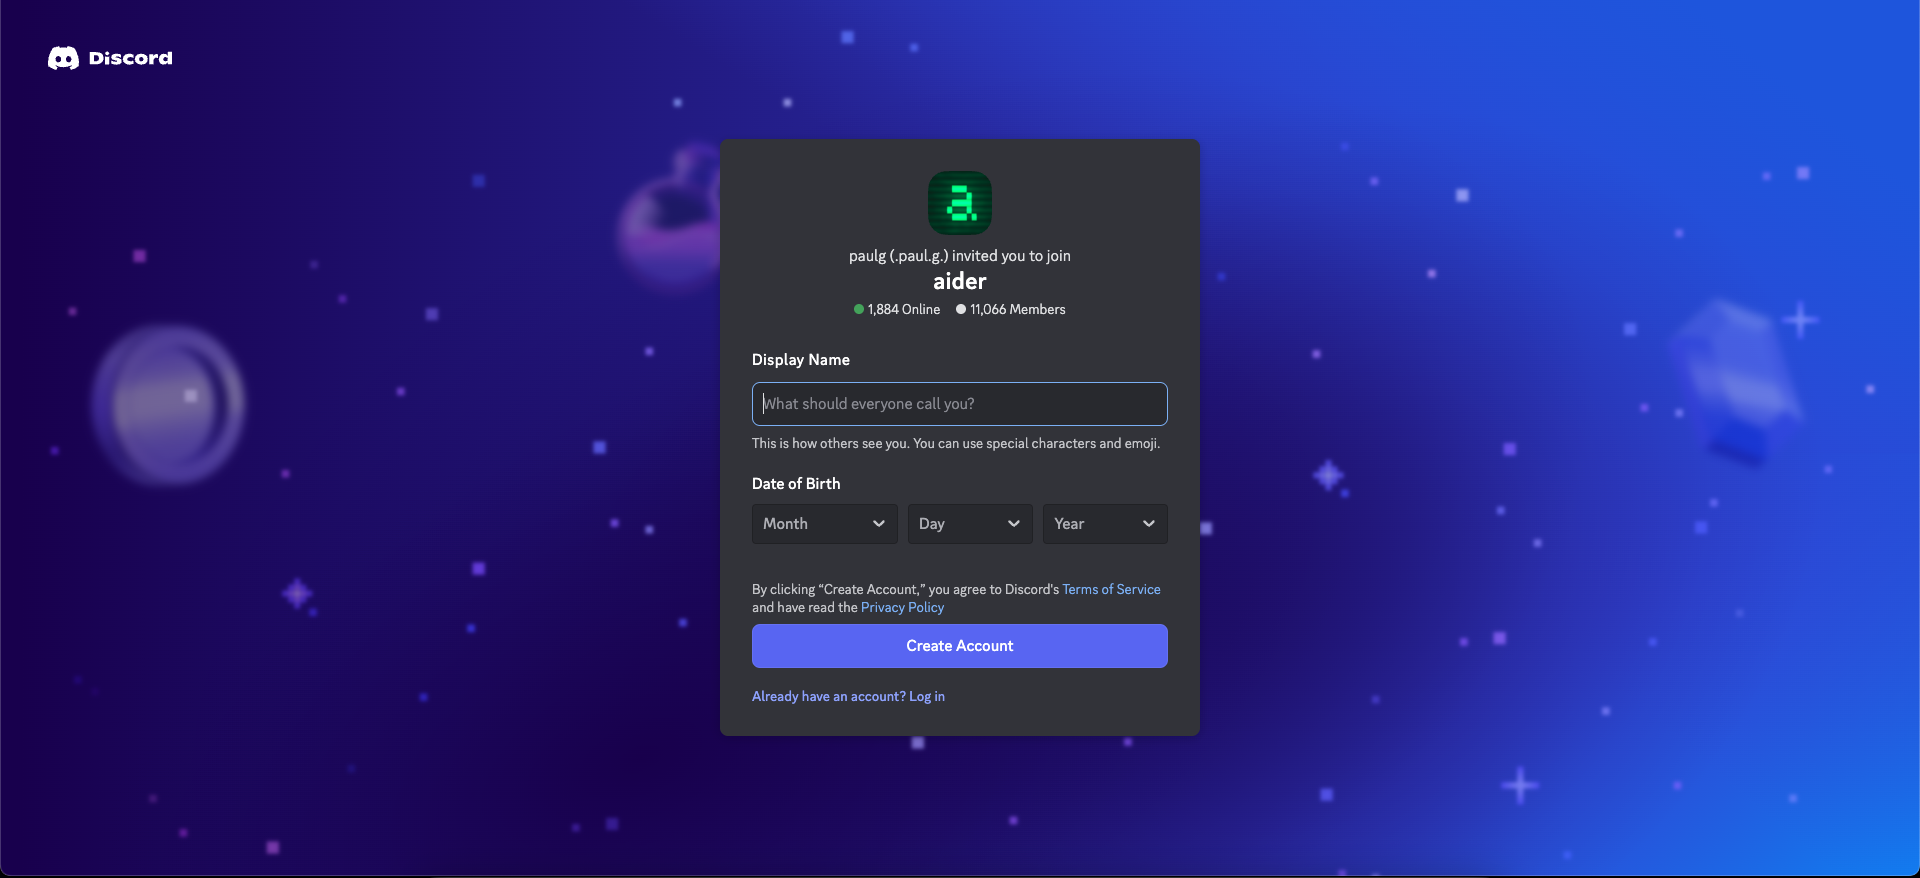 Discord
a
paulg (.paul.g.) invited you to join
aider
1,884 Online 11,066 Members
Display Name
What should everyone call you?
This is how others see you. You can use special characters and emoji.
Date of Birth
Month Day Year
By clicking “Create Account,” you agree to Discord's Terms of Service
and have read the Privacy Policy
Create Account
Already have an account? Log in